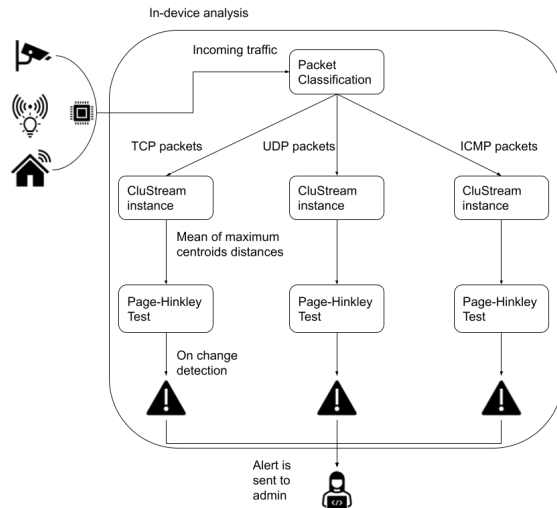 In-device analysis
Incoming traffic
Packet
Classification
TCP packets
UDP packets
ICMP packets
CluStream
instance
CluStream
instance
CluStream
instance
Mean of maximum
centroids distances
Page-Hinkley
Test
Page-Hinkley
Test
Page-Hinkley
Test
On change
detection
Alert is
sent to
admin